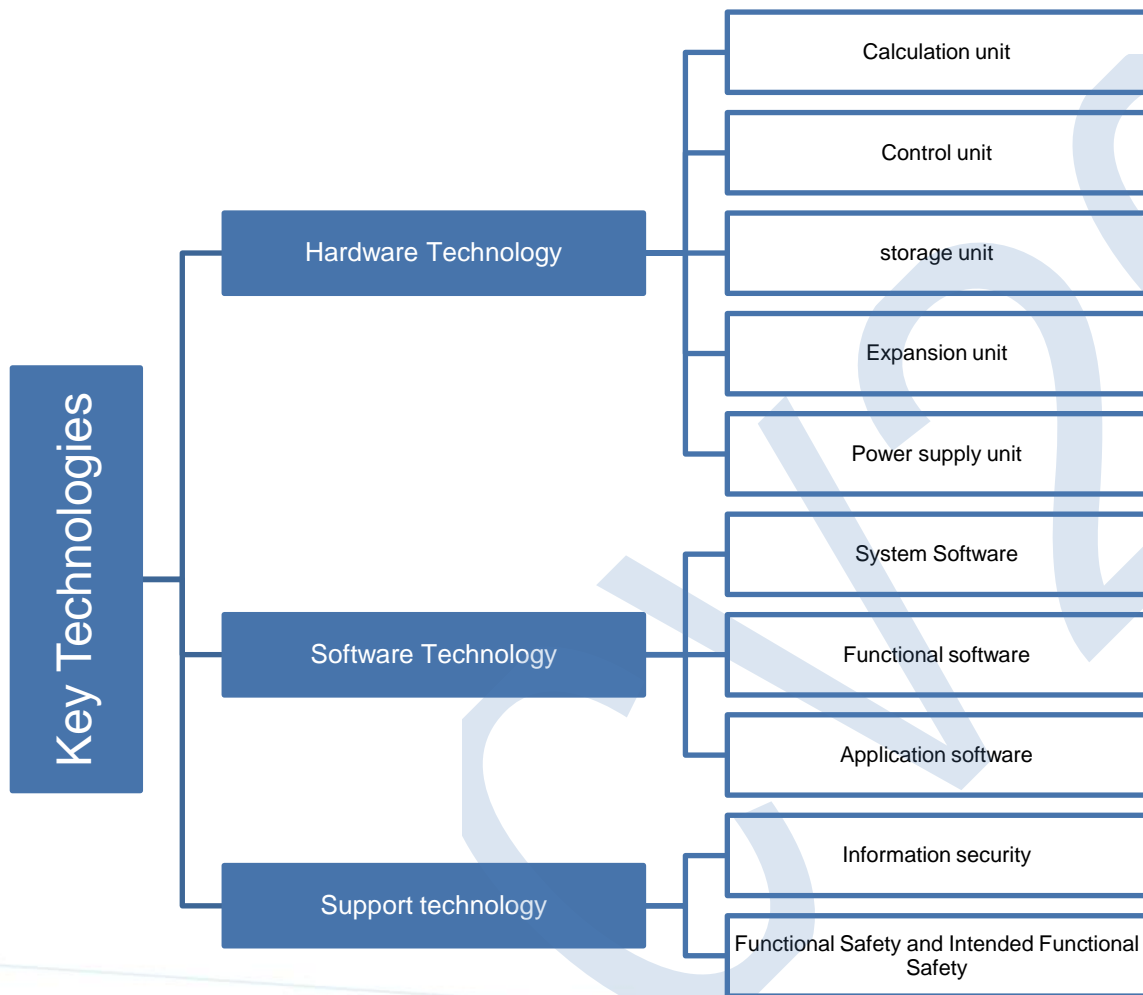 Key Technologies
Hardware Technology
Calculation unit
Control unit
storage unit
Expansion unit
Power supply unit
Software Technology
System Software
Functional software
Application software
Support technology
Information security
Functional Safety and Intended Functional
Safety